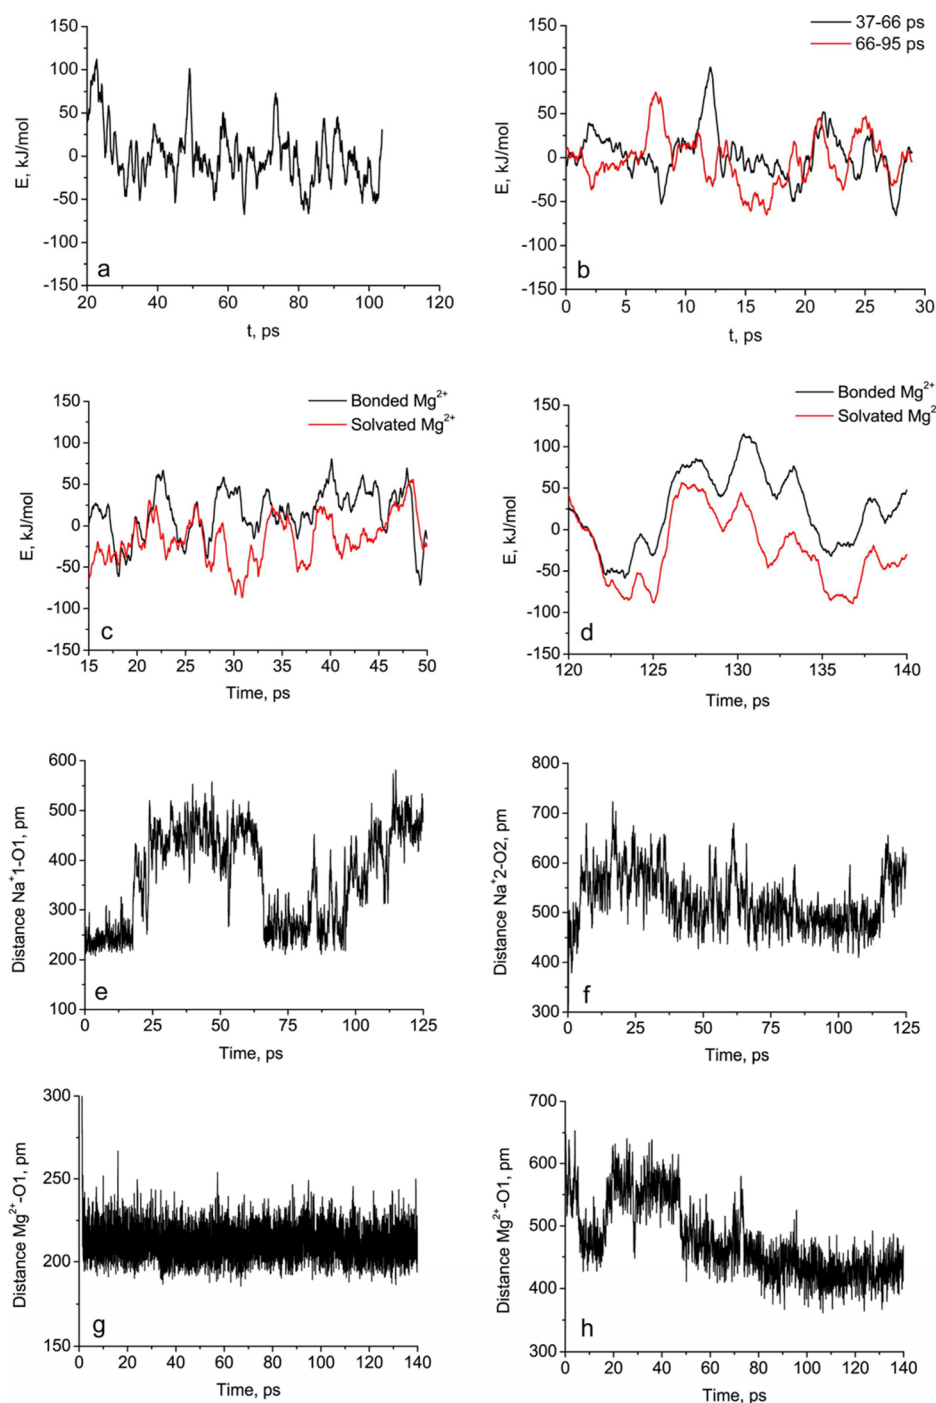 150
100
50
0
-50
-100
-150
E, kJ/mol
a
20 40 60 80 100 120
t, ps
37-66 ps
66-95 ps
150
100
50
0
-50
-100
-150
E, kJ/mol
b
0 5 10 15 20 25 30
t, ps
Bonded Mg2+
Solvated Mg2+
150
100
50
0
-50
-100
-150
E, kJ/mol
c
15 20 25 30 35 40 45 50
Time, ps
Bonded Mg2+
Solvated Mg2
150
100
50
0
-50
-100
-150
E, kJ/mol
d
120 125 130 135 140
Time, ps
600
500
400
300
200
100
Distance Na+1-O1, pm
e
0 25 50 75 100 125
Time, ps
800
700
600
500
400
300
Distance Na+2-O2, pm
f
0 25 50 75 100 125
Time, ps
300
250
200
150
Distance Mg2+-O1, pm
g
0 20 40 60 80 100 120 140
Time, ps
700
600
500
400
300
Distance Mg2+-O1, pm
h
0 20 40 60 80 100 120 140
Time, ps